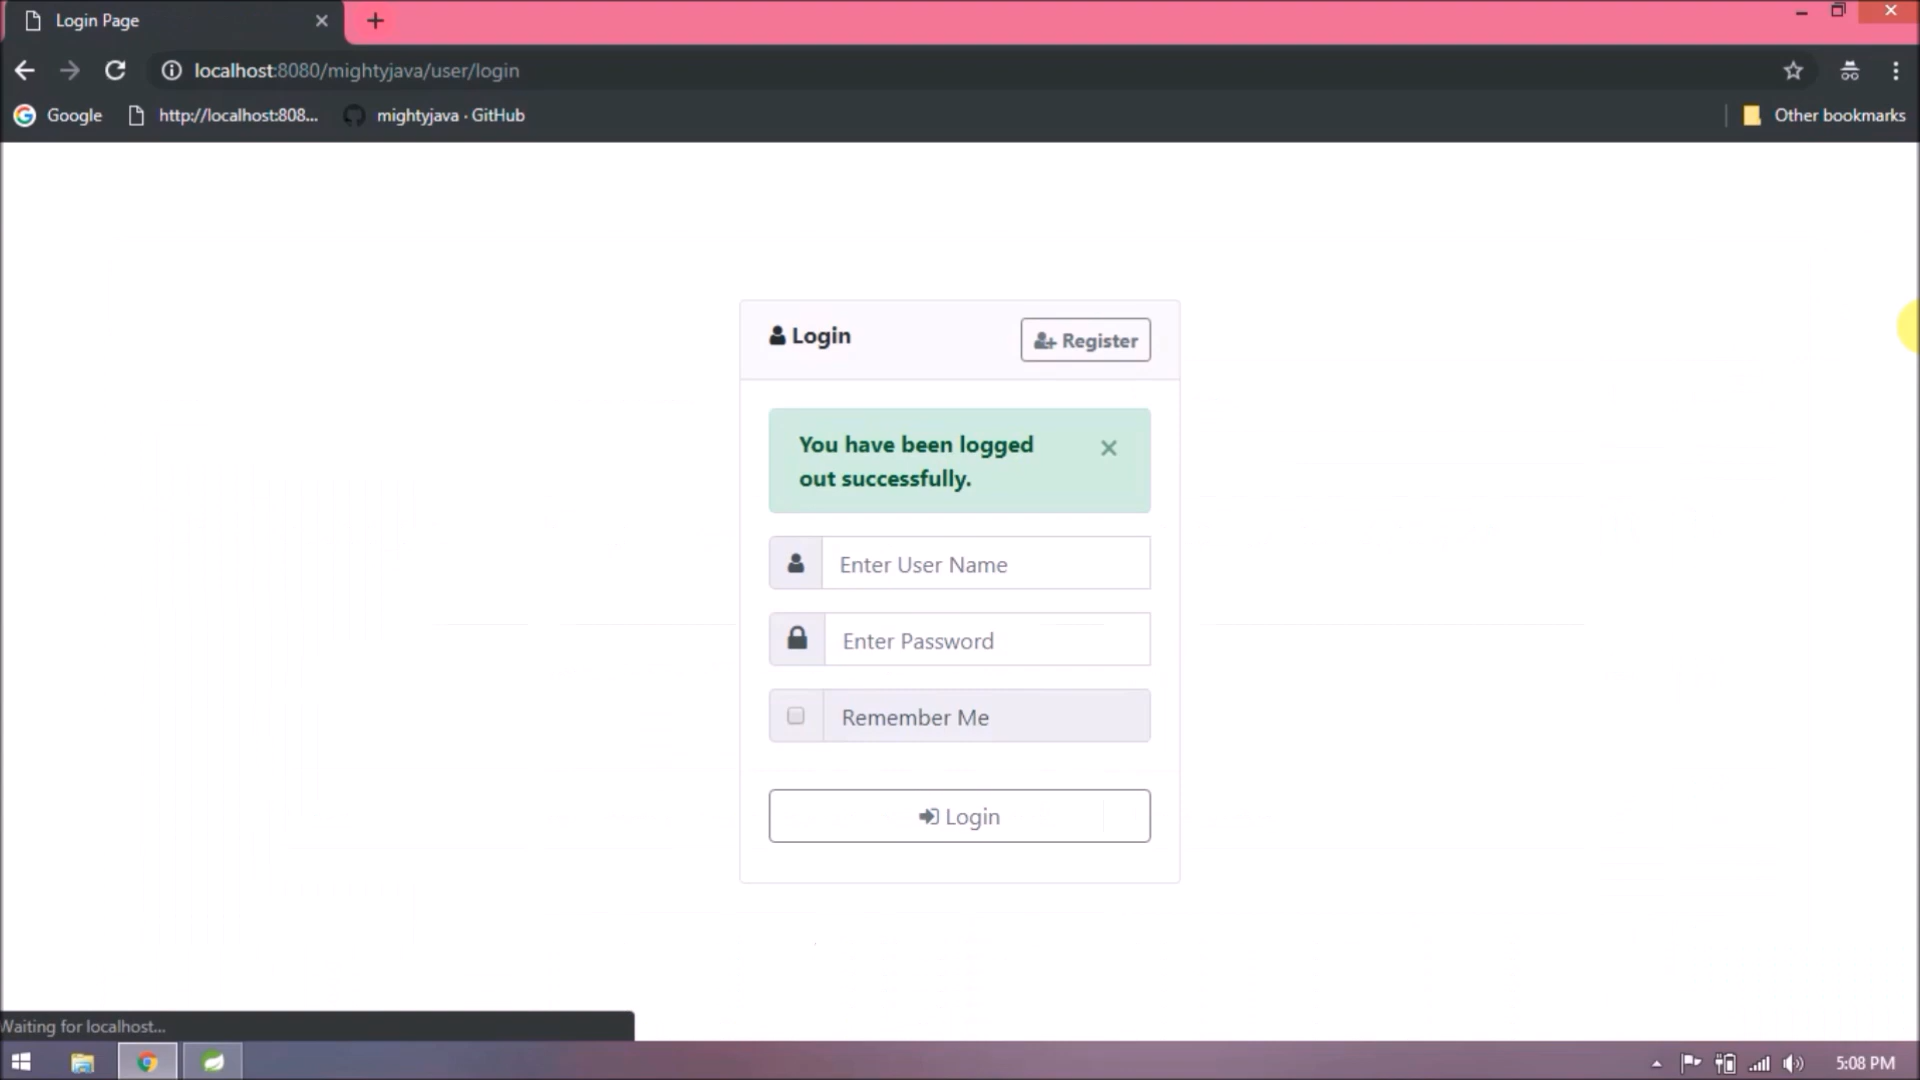 Login Page
localhost:8080/mightyjava/user/login
Google
http://localhost:808...
mightyjava · GitHub
Other bookmarks
Login
Register
You have been logged
out successfully.
Enter User Name
Enter Password
Remember Me
Login
Waiting for localhost...
5:08 PM